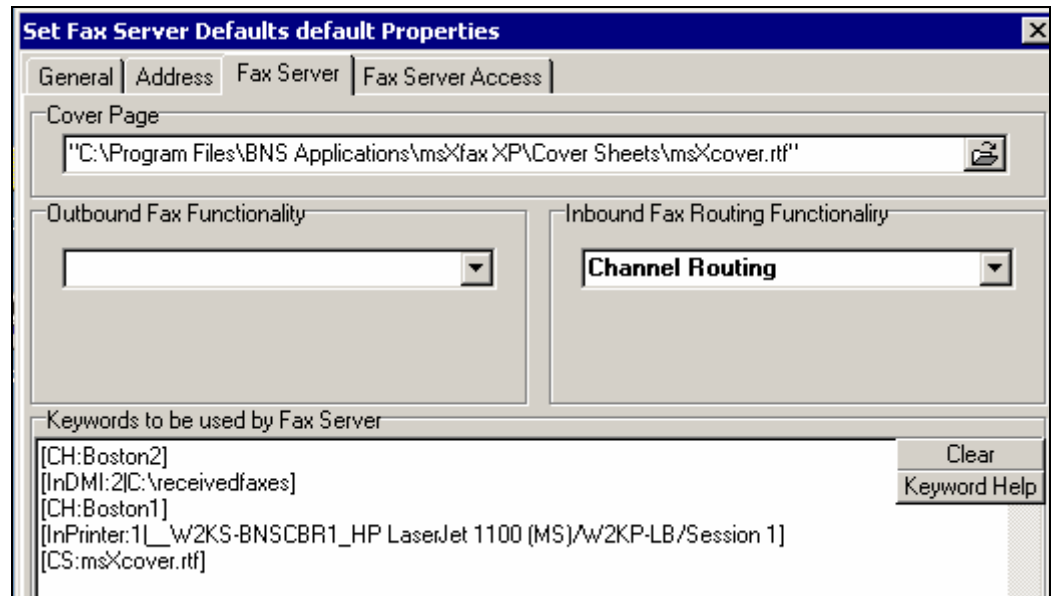 Set Fax Server Defaults default Properties
General Address Fax Server Fax Server Access
Cover Page
"C:\Program Files\BNS Applications\msXfax XP\Cover Sheets\msXcover.rtf"
Outbound Fax Functionality
Inbound Fax Routing Functionaliry
Channel Routing
Keywords to be used by Fax Server
[CH:Boston2]
[InDMI:2|C:\receivedfaxes]
[CH:Boston1]
[InPrinter:1|__W2KS-BNSCBR1_HP LaserJet 1100 (MS)/W2KP-LB/Session 1]
[CS:msXcover.rtf]
Clear
Keyword Help